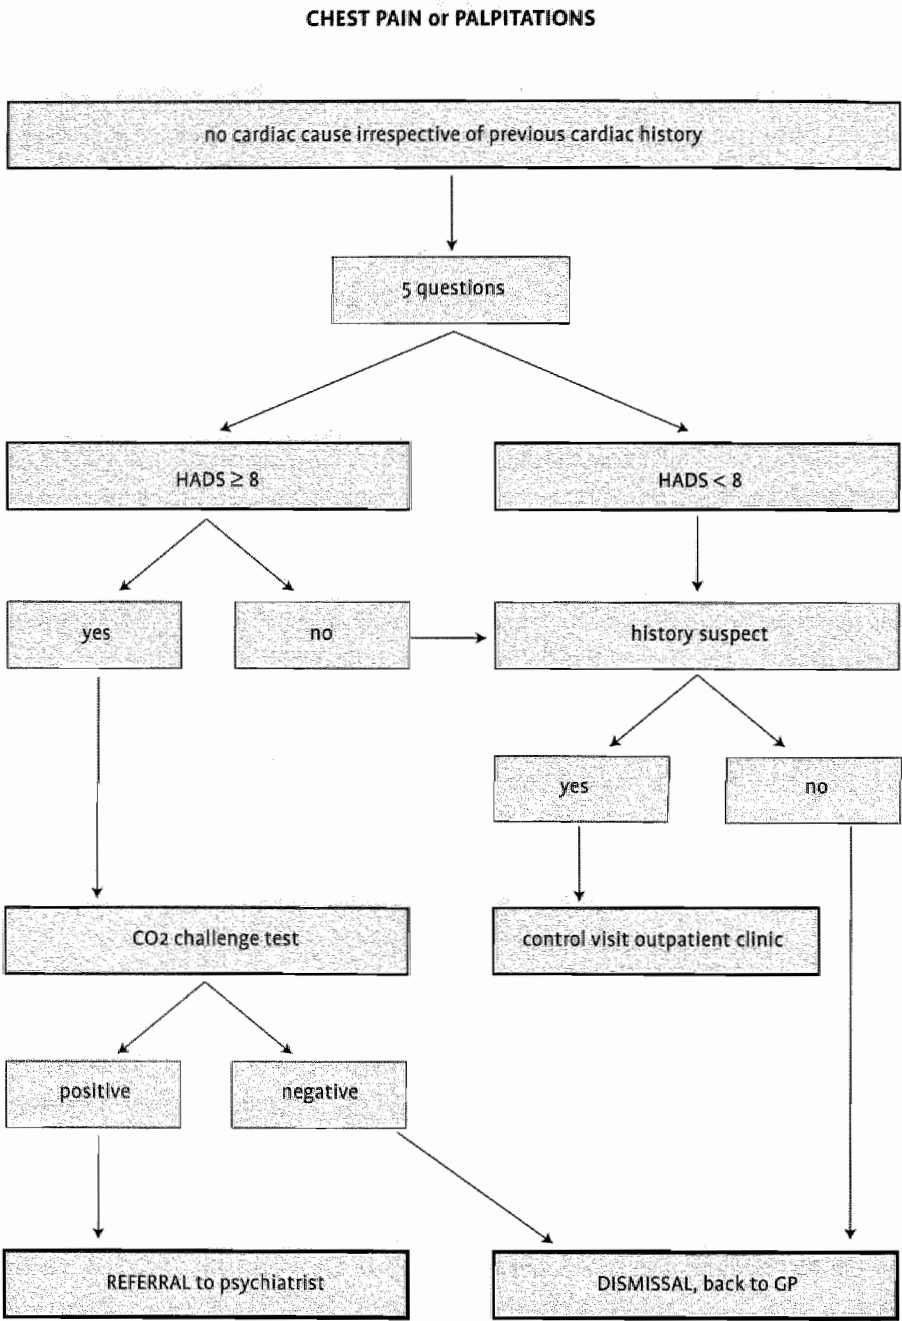 CHEST PAIN or PALPITATIONS
no cardiac cause irrespective of previous cardiac history
5 questions
HADS ≥ 8
HADS < 8
yes
no
history suspect
yes
no
CO2 challenge test
control visit outpatient clinic
positive
negative
REFERRAL to psychiatrist
DISMISSAL, back to GP